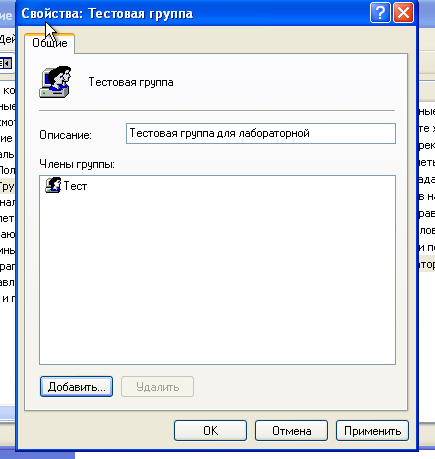 Свойства: Тестовая группа
Общие
Тестовая группа
Описание:
Тестовая группа для лабораторной
Члены группы:
Тест
Добавить...
Удалить
OK
Отмена
Применить